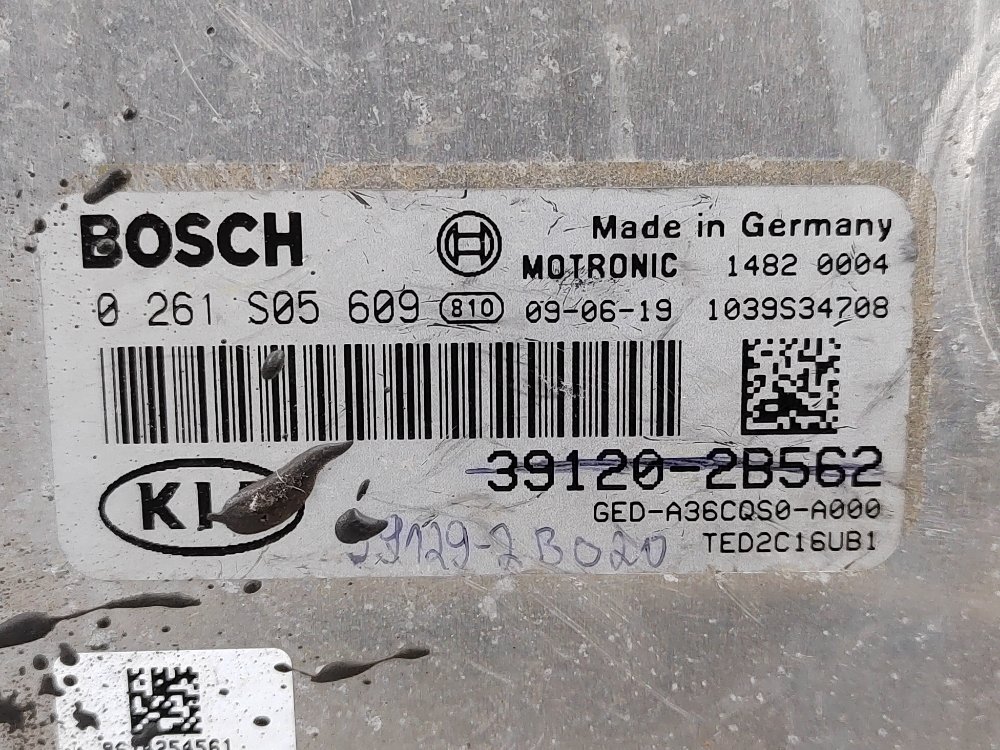 BOSCH
Made in Germany
MOTRONIC 1482 0004
0 261 S05 609 810 09-06-19 1039S34708
39120-2B562
GED-A36CQS0-A000
39129-2B020 TED2C16UB1